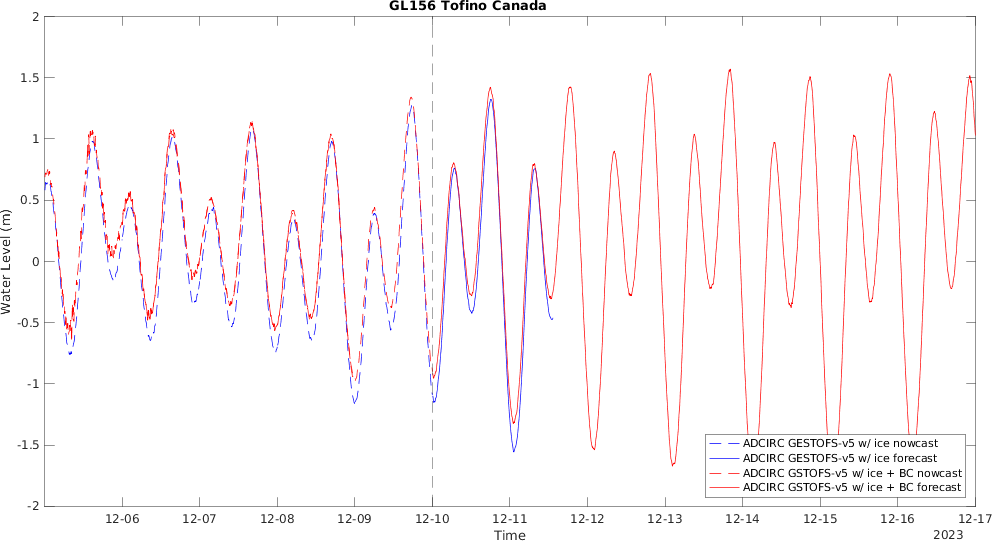 GL156 Tofino Canada
2
1.5
1
0.5
0
-0.5
-1
-1.5
-2
Water Level (m)
ADCIRC GESTOFS-v5 w/ ice nowcast
ADCIRC GESTOFS-v5 w/ ice forecast
ADCIRC GSTOFS-v5 w/ ice + BC nowcast
ADCIRC GSTOFS-v5 w/ ice + BC forecast
12-06 12-07 12-08 12-09 12-10 12-11 12-12 12-13 12-14 12-15 12-16 12-17
Time
2023